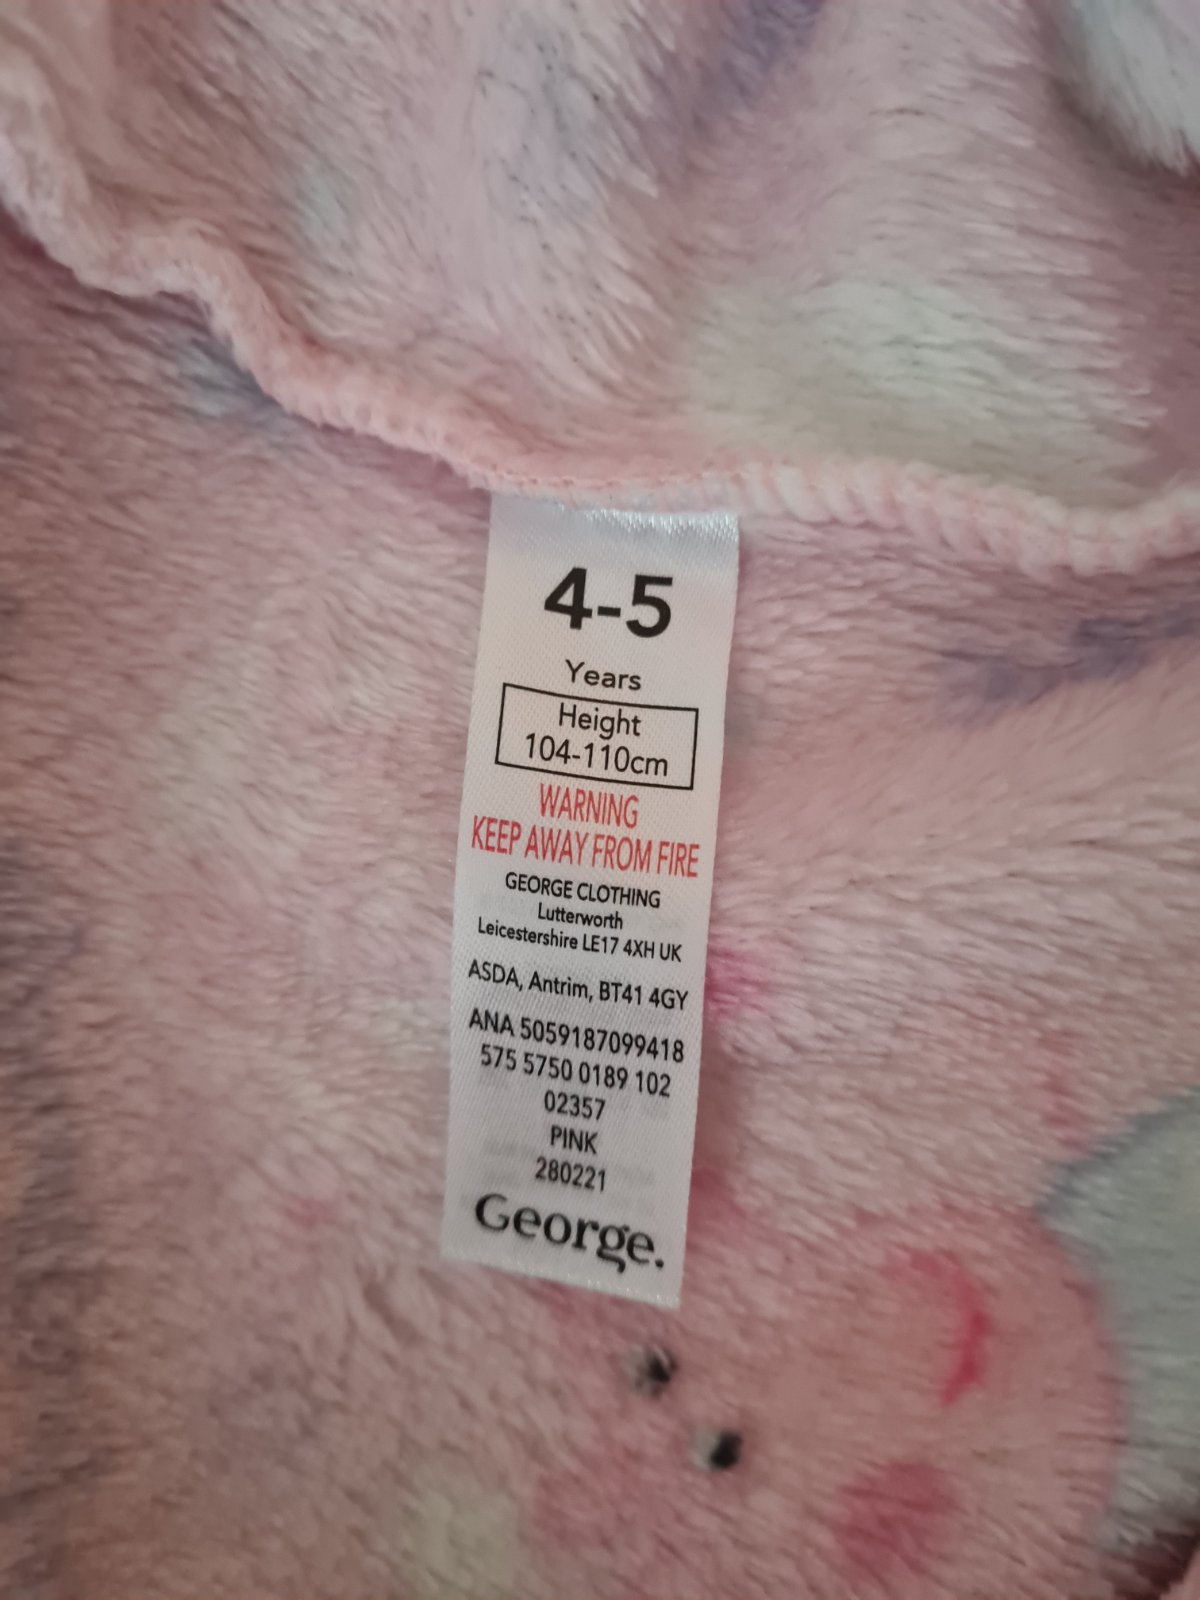 4-5
Years
Height
104-110cm
WARNING
KEEP AWAY FROM FIRE
GEORGE CLOTHING
Lutterworth
Leicestershire LE17 4XH UK
ASDA, Antrim, BT41 4GY
ANA 5059187099418
575 5750 0189 102
02357
PINK
280221
George.